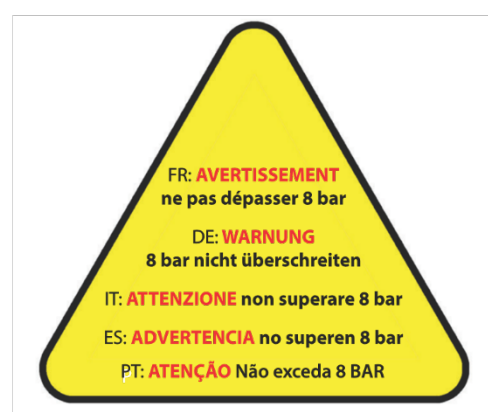 FR: AVERTISSEMENT
ne pas dépasser 8 bar
DE: WARNUNG
8 bar nicht überschreiten
IT: ATTENZIONE non superare 8 bar
ES: ADVERTENCIA no superen 8 bar
PT: ATENÇÃO Não exceda 8 BAR